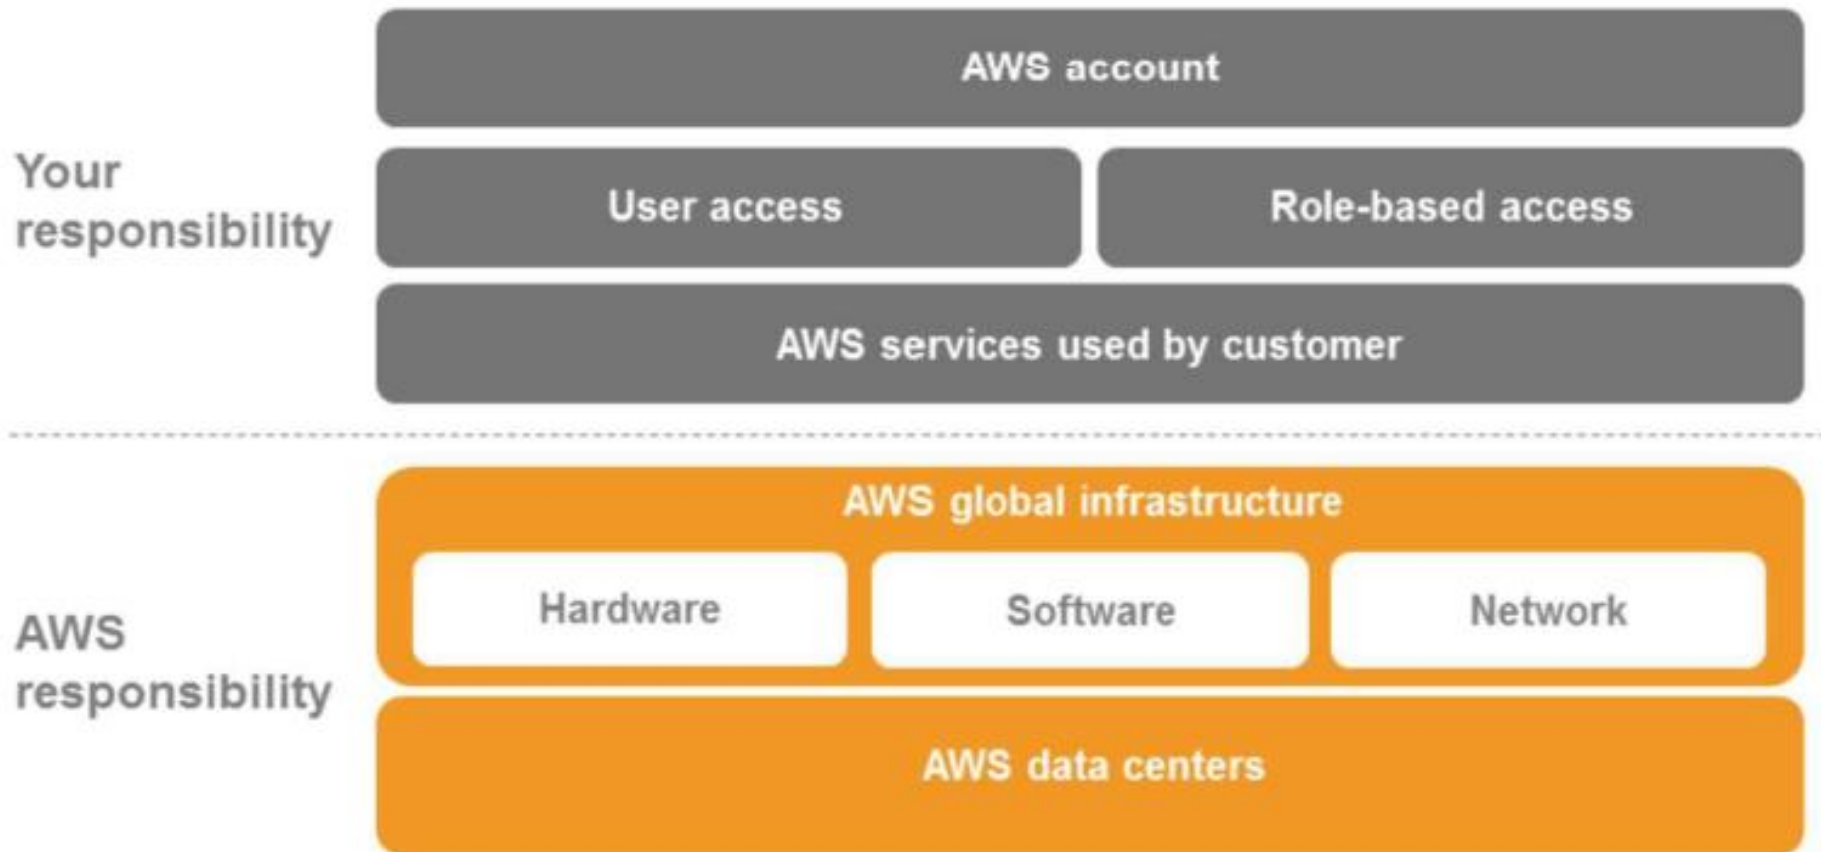 AWS account
Your
responsibility
User access
Role-based access
AWS services used by customer
AWS global infrastructure
Hardware
Software
Network
AWS
responsibility
AWS data centers